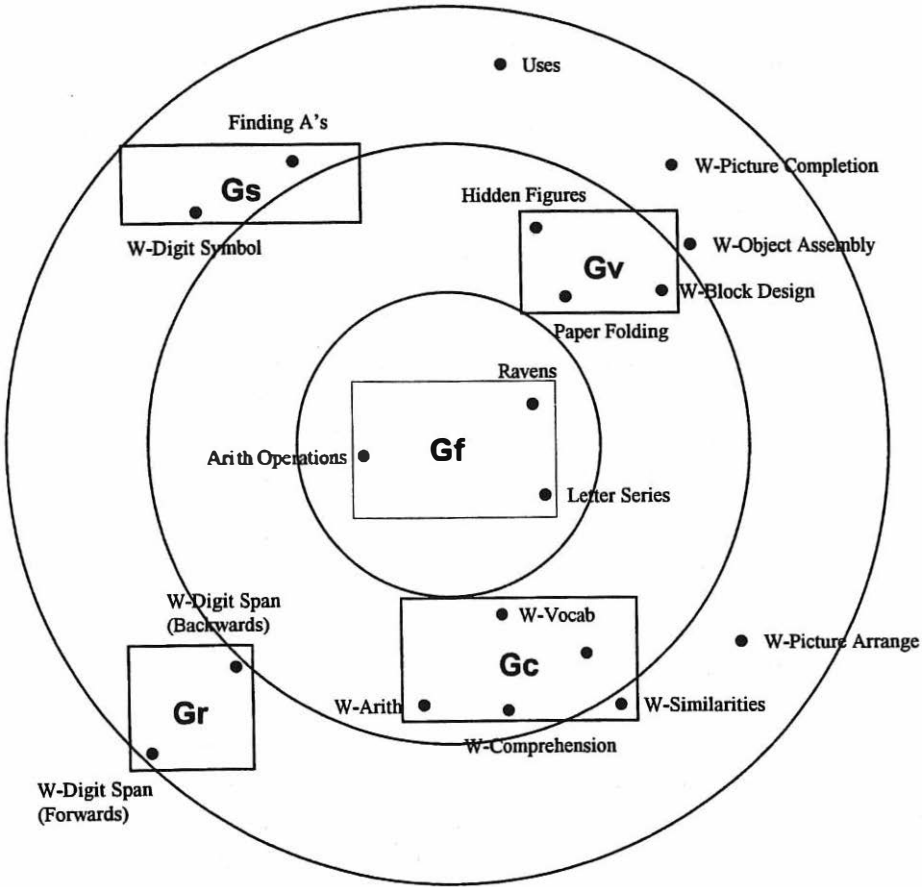 Uses
Finding A's
W-Picture Completion
Gs
Hidden Figures
W-Digit Symbol
W-Object Assembly
Gv
W-Block Design
Paper Folding
Ravens
Arith Operations
Gf
Letter Series
W-Digit Span
(Backwards)
W-Vocab
W-Picture Arrange
Gc
W-Arith
W-Similarities
Gr
W-Comprehension
W-Digit Span
(Forwards)